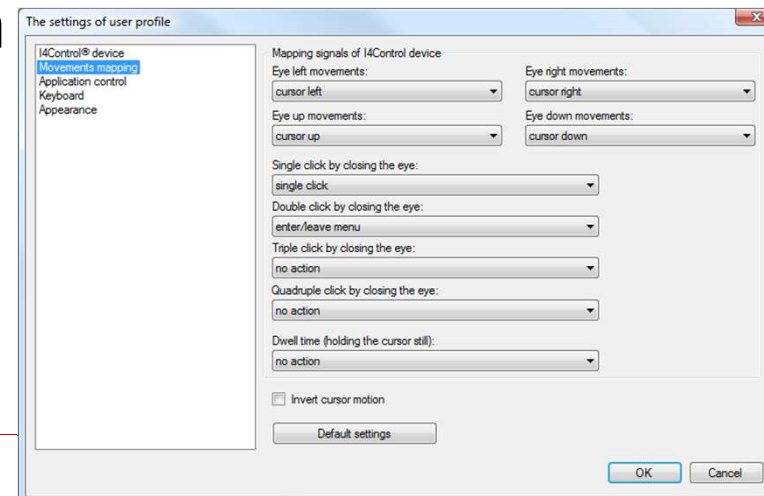 The settings of user profile
I4Control® device
Movements mapping
Application control
Keyboard
Appearance
Mapping signals of I4Control device
Eye left movements:
Eye right movements:
cursor left
cursor right
Eye up movements:
Eye down movements:
cursor up
cursor down
Single click by closing the eye:
single click
Double click by closing the eye:
enter/leave menu
Triple click by closing the eye:
no action
Quadruple click by closing the eye:
no action
Dwell time (holding the cursor still):
no action
Invert cursor motion
Default settings
OK
Cancel